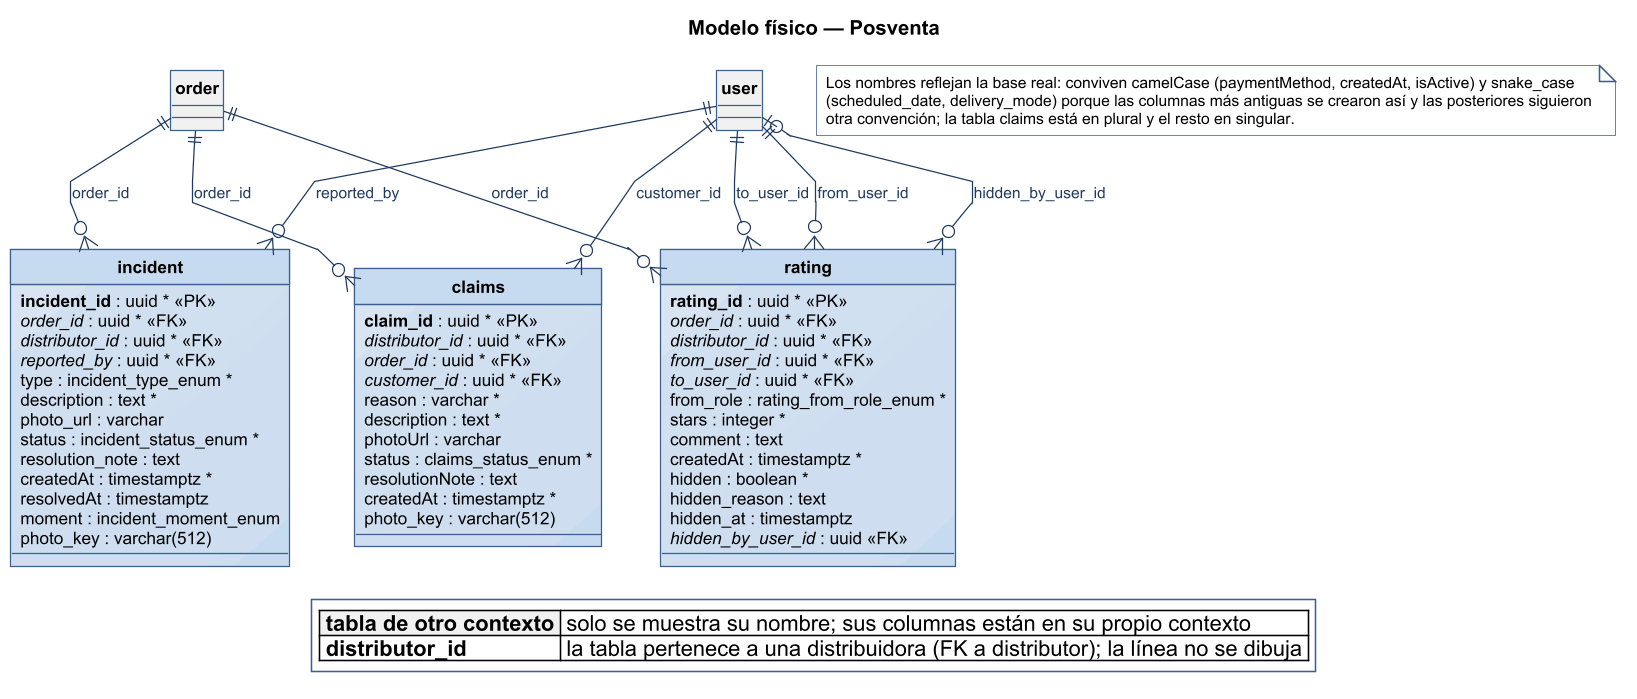 Modelo físico — Posventa
order
user
Los nombres reflejan la base real: conviven camelCase (paymentMethod, createdAt, isActive) y snake_case
(scheduled_date, delivery_mode) porque las columnas más antiguas se crearon así y las posteriores siguieron
otra convención; la tabla claims está en plural y el resto en singular.
order_id
order_id
reported_by
order_id
customer_id
to_user_id
from_user_id
hidden_by_user_id
incident
incident_id : uuid * «PK»
order_id : uuid * «FK»
distributor_id : uuid * «FK»
reported_by : uuid * «FK»
type : incident_type_enum *
description : text *
photo_url : varchar
status : incident_status_enum *
resolution_note : text
createdAt : timestamptz *
resolvedAt : timestamptz
moment : incident_moment_enum
photo_key : varchar(512)
claims
claim_id : uuid * «PK»
distributor_id : uuid * «FK»
order_id : uuid * «FK»
customer_id : uuid * «FK»
reason : varchar *
description : text *
photoUrl : varchar
status : claims_status_enum *
resolutionNote : text
createdAt : timestamptz *
photo_key : varchar(512)
rating
rating_id : uuid * «PK»
order_id : uuid * «FK»
distributor_id : uuid * «FK»
from_user_id : uuid * «FK»
to_user_id : uuid * «FK»
from_role : rating_from_role_enum *
stars : integer *
comment : text
createdAt : timestamptz *
hidden : boolean *
hidden_reason : text
hidden_at : timestamptz
hidden_by_user_id : uuid «FK»
tabla de otro contexto solo se muestra su nombre; sus columnas están en su propio contexto
distributor_id la tabla pertenece a una distribuidora (FK a distributor); la línea no se dibuja